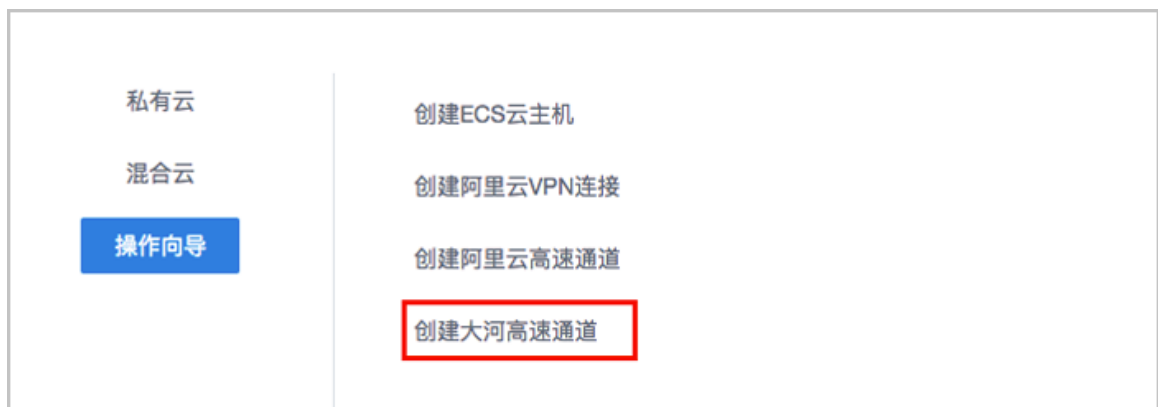 私有云
混合云
操作向导
创建ECS云主机
创建阿里云VPN连接
创建阿里云高速通道
创建大河高速通道